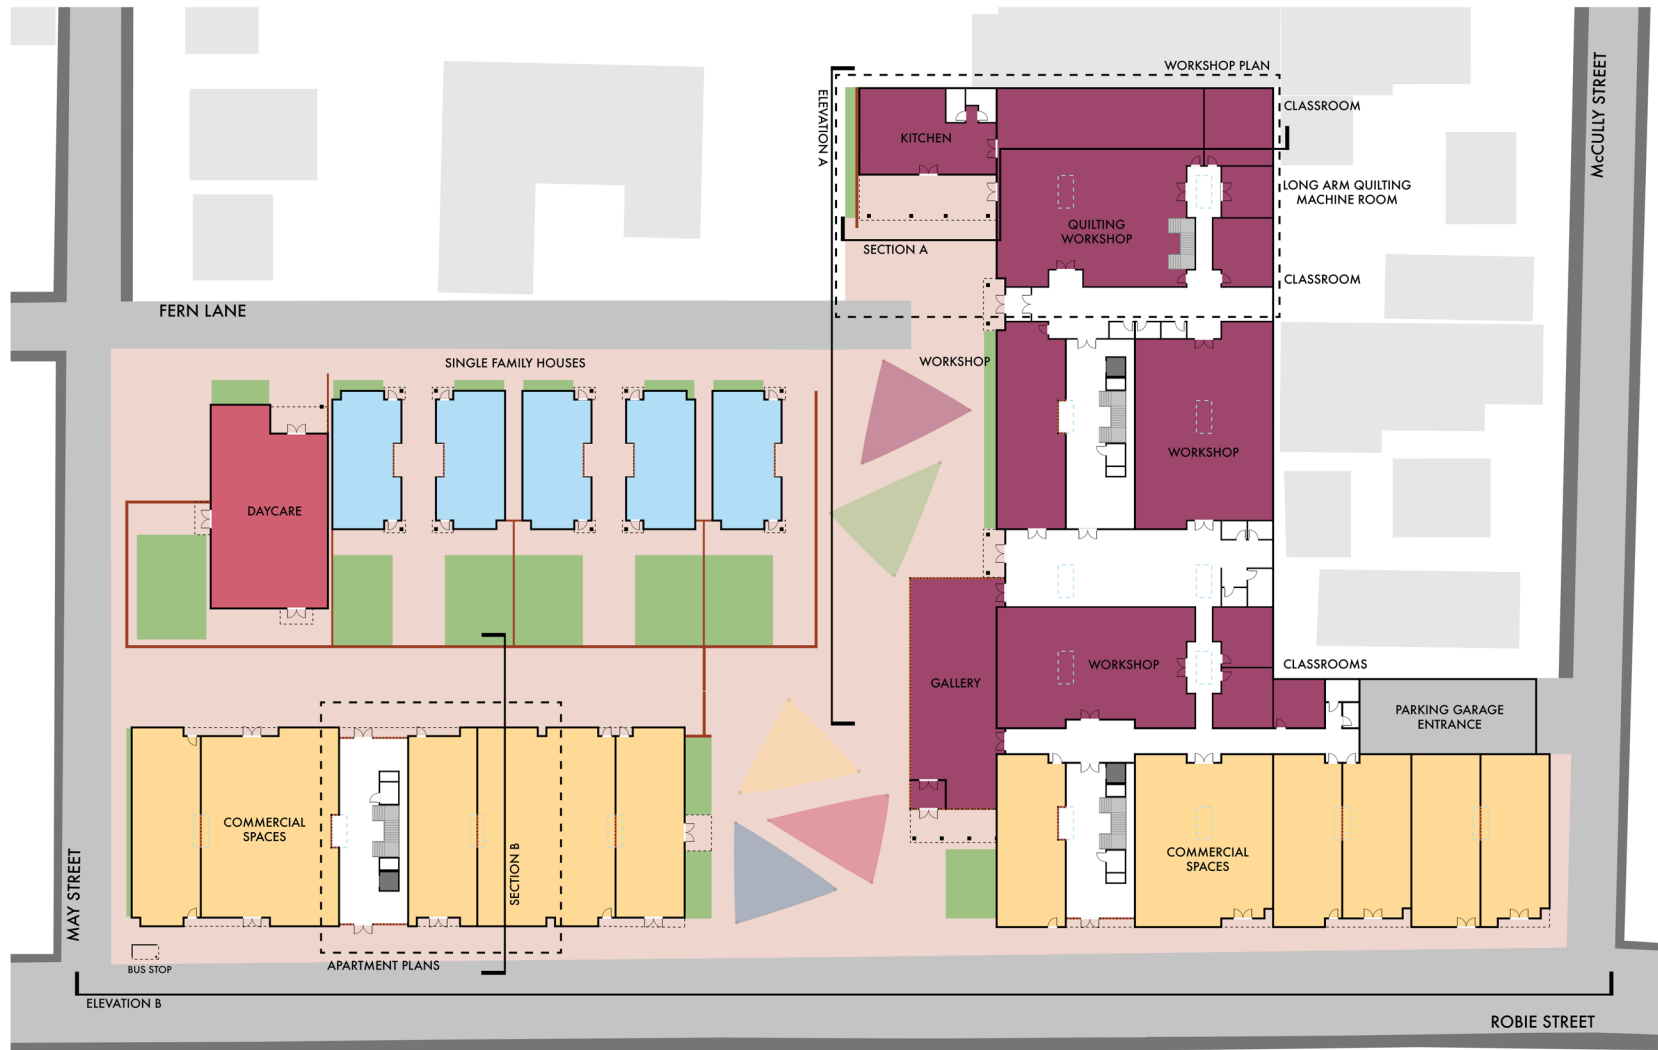 WORKSHOP PLAN
ELEVATION A
CLASSROOM
McCULLY STREET
KITCHEN
LONG ARM QUILTING
MACHINE ROOM
QUILTING
WORKSHOP
SECTION A
CLASSROOM
FERN LANE
SINGLE FAMILY HOUSES
WORKSHOP
WORKSHOP
DAYCARE
WORKSHOP
CLASSROOMS
GALLERY
PARKING GARAGE
ENTRANCE
COMMERCIAL
SPACES
SECTION B
COMMERCIAL
SPACES
MAY STREET
BUS STOP
APARTMENT PLANS
ELEVATION B
ROBIE STREET